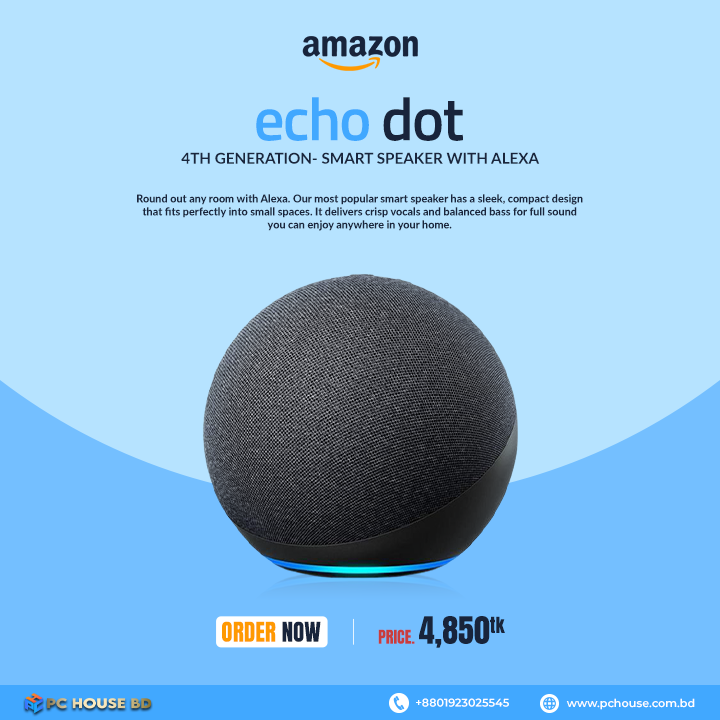 amazon
echo dot
4TH GENERATION- SMART SPEAKER WITH ALEXA
Round out any room with Alexa. Our most popular smart speaker has a sleek, compact design
that fits perfectly into small spaces. It delivers crisp vocals and balanced bass for full sound
you can enjoy anywhere in your home.
ORDER NOW PRICE. 4,850tk
PC HOUSE BD +8801923025545 www.pchouse.com.bd